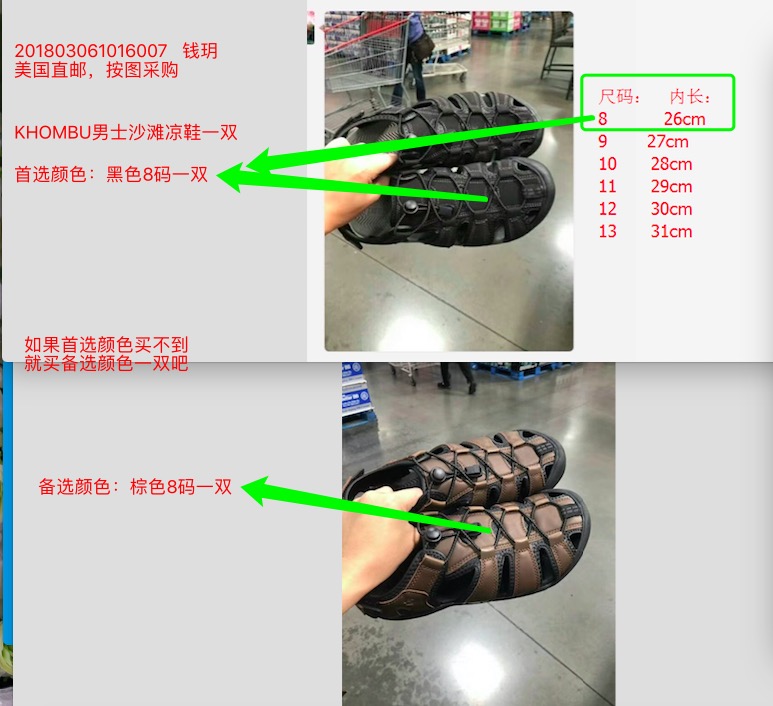 201803061016007 钱玥
美国直邮，按图采购
KHOMBU男士沙滩凉鞋一双
首选颜色：黑色8码一双
尺码： 内长：
8 26cm
9 27cm
10 28cm
11 29cm
12 30cm
13 31cm
如果首选颜色买不到
就买备选颜色一双吧
备选颜色：棕色8码一双